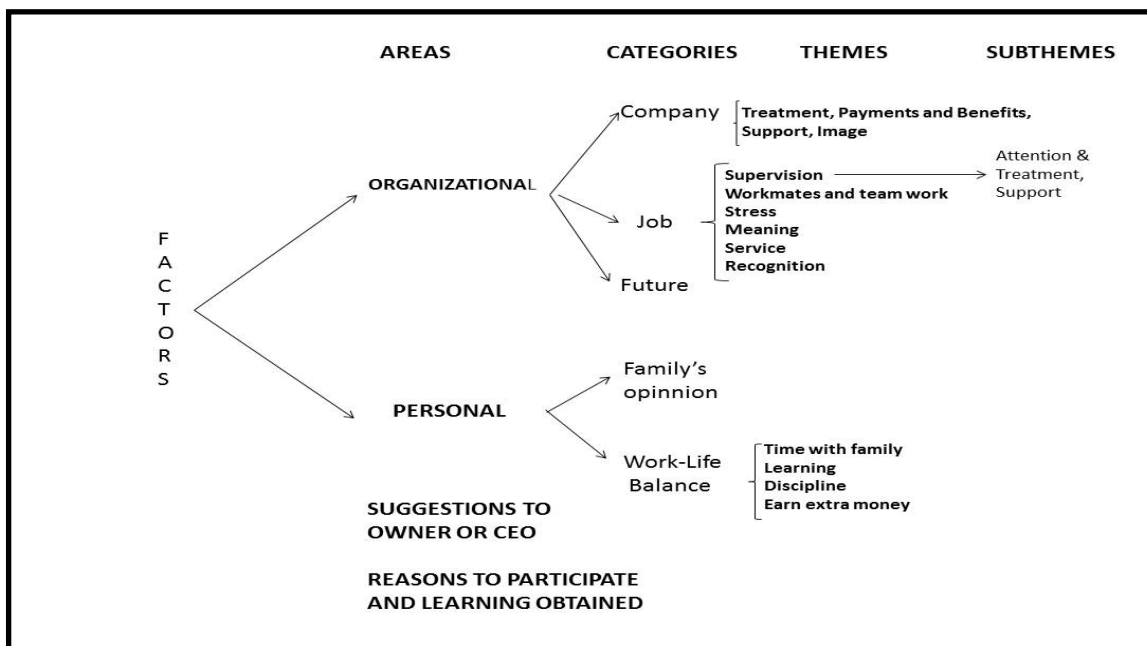 AREAS CATEGORIES THEMES SUBTHEMES
FACTORS
ORGANIZATIONAL
Company
Treatment, Payments and Benefits,
Support, Image
Job
Supervision
Workmates and team work
Stress
Meaning
Service
Recognition
Attention &
Treatment,
Support
Future
PERSONAL
Family's
opinnion
Work-Life
Balance
Time with family
Learning
Discipline
Earn extra money
SUGGESTIONS TO
OWNER OR CEO
REASONS TO PARTICIPATE
AND LEARNING OBTAINED